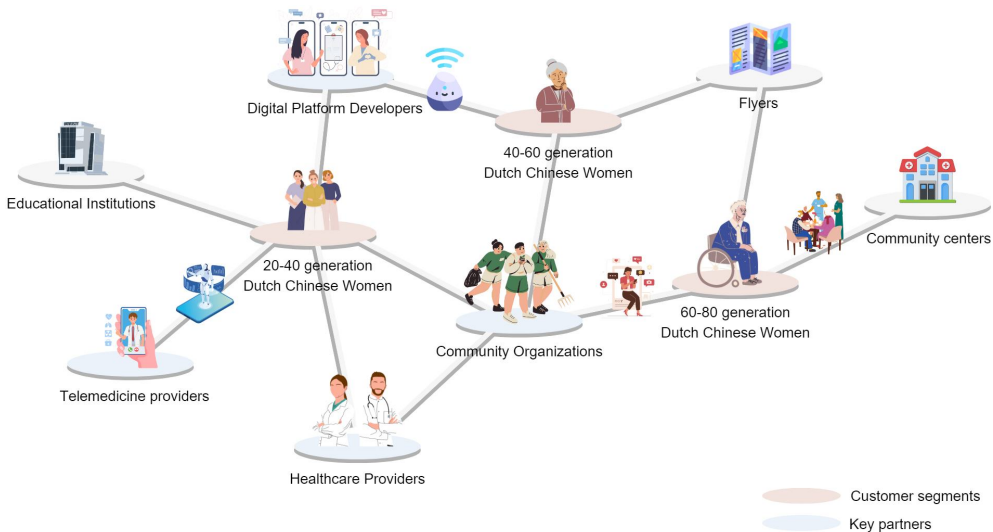 Digital Platform Developers
Flyers
40-60 generation
Dutch Chinese Women
Educational Institutions
Community centers
20-40 generation
Dutch Chinese Women
60-80 generation
Dutch Chinese Women
Community Organizations
Telemedicine providers
Healthcare Providers
Customer segments
Key partners